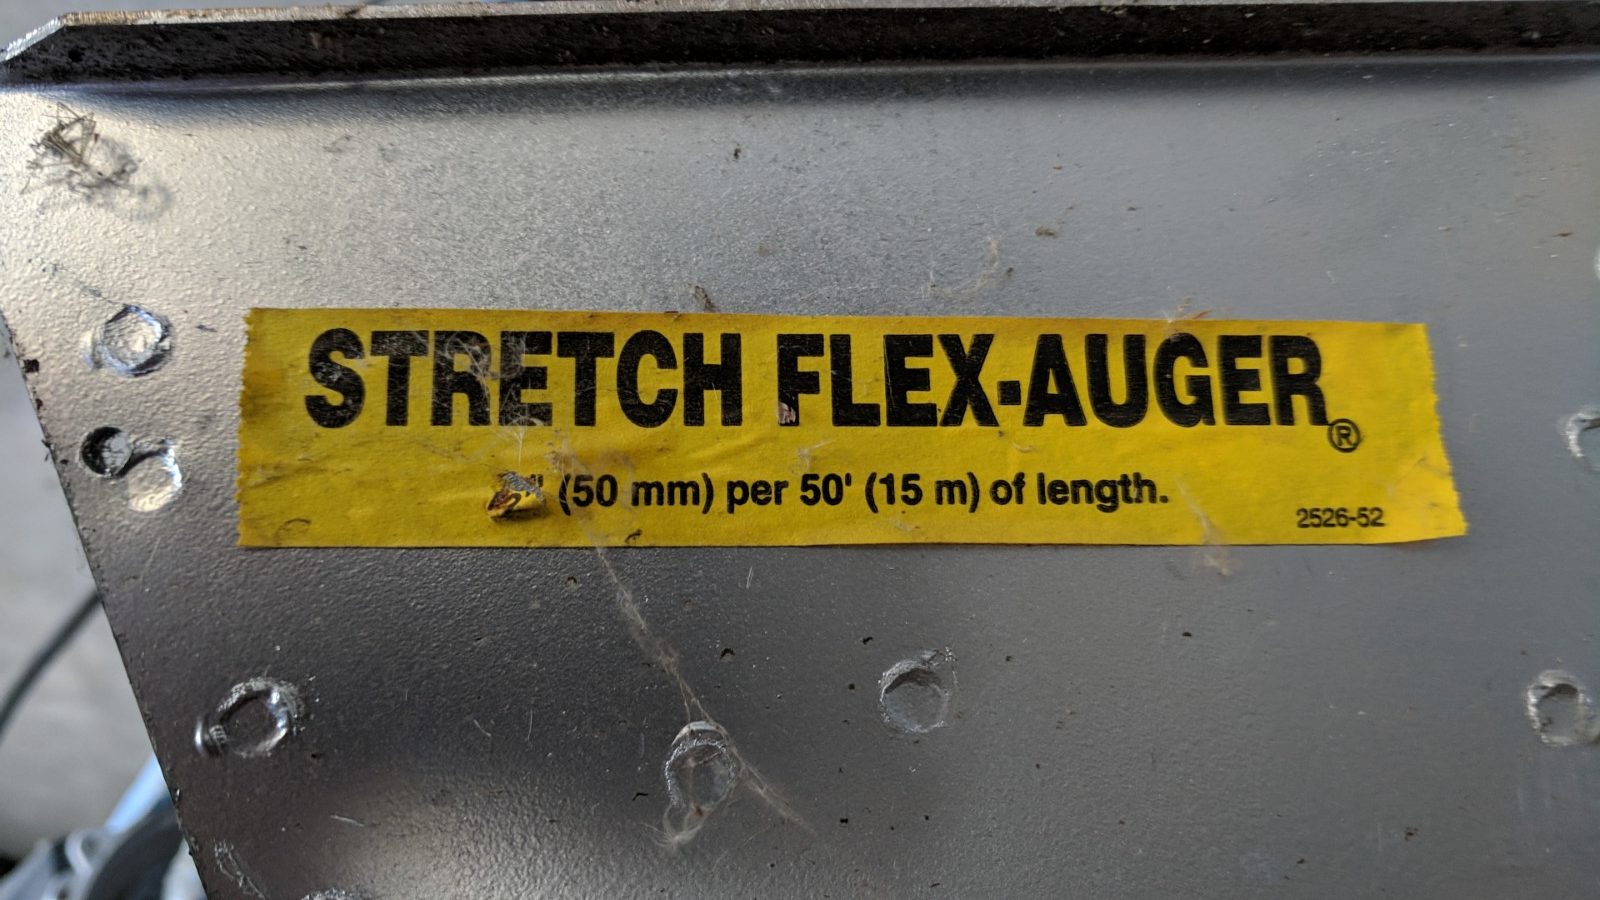 STRETCH FLEX-AUGER®
(50 mm) per 50' (15 m) of length.
2526-52